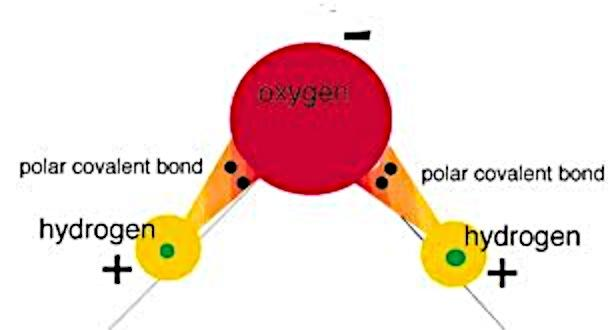 −
oxygen
polar covalent bond
polar covalent bond
hydrogen
hydrogen
+
+